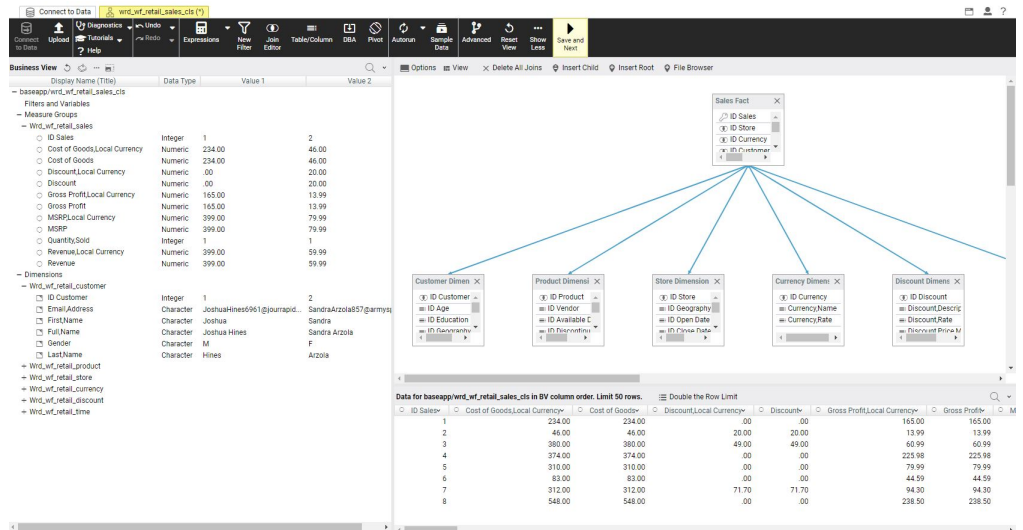 Connect to Data
wrd_wf_retail_sales_cls (*)
?
Connect to Data
Upload
Diagnostics
Tutorials
? Help
Undo
Redo
Expressions
New Filter
Join Editor
Table/Column
DBA
Pivot
Autorun
Sample Data
Advanced
Reset View
Show Less
Save and Next
Business View
Options View Delete All Joins Insert Child Insert Root File Browser
Display Name (Title) Data Type Value 1 Value 2
baseapp/wrd_wf_retail_sales_cls
Filters and Variables
Measure Groups
Wrd_wf_retail_sales
ID Sales Integer 1 2
Cost of Goods,Local Currency Numeric 234.00 46.00
Cost of Goods Numeric 234.00 46.00
Discount,Local Currency Numeric .00 20.00
Discount Numeric .00 20.00
Gross Profit,Local Currency Numeric 165.00 13.99
Gross Profit Numeric 165.00 13.99
MSRP,Local Currency Numeric 399.00 79.99
MSRP Numeric 399.00 79.99
Quantity,Sold Integer 1 1
Revenue,Local Currency Numeric 399.00 59.99
Revenue Numeric 399.00 59.99
Dimensions
Wrd_wf_retail_customer
ID Customer Integer 1 2
Email,Address Character JoshuaHines6961@jourrapid... SandraArzola857@armysp
First,Name Character Joshua Sandra
Full,Name Character Joshua Hines Sandra Arzola
Gender Character M F
Last,Name Character Hines Arzola
Wrd_wf_retail_product
Wrd_wf_retail_store
Wrd_wf_retail_currency
Wrd_wf_retail_discount
Wrd_wf_retail_time
Sales Fact
ID Sales
ID Store
ID Currency
ID Customer
Customer Dimen
ID Customer
ID Age
ID Education
ID Geography
Product Dimensi
ID Product
ID Vendor
ID Available D
ID Discontinu
Store Dimension
ID Store
ID Geography
ID Open Date
ID Close Date
Currency Dimens
ID Currency
Currency,Name
Currency,Rate
Discount Dimen
ID Discount
Discount,Descrip
Discount,Rate
Discount Price M
Data for baseapp/wrd_wf_retail_sales_cls in BV column order. Limit 50 rows. Double the Row Limit
ID Sales Cost of Goods,Local Currency Cost of Goods Discount,Local Currency Discount Gross Profit,Local Currency Gross Profit M
1 234.00 234.00 .00 .00 165.00 165.00
2 46.00 46.00 20.00 20.00 13.99 13.99
3 380.00 380.00 49.00 49.00 60.99 60.99
4 374.00 374.00 .00 .00 225.98 225.98
5 310.00 310.00 .00 .00 79.99 79.99
6 83.00 83.00 .00 .00 44.59 44.59
7 312.00 312.00 71.70 71.70 94.30 94.30
8 548.00 548.00 .00 .00 238.50 238.50